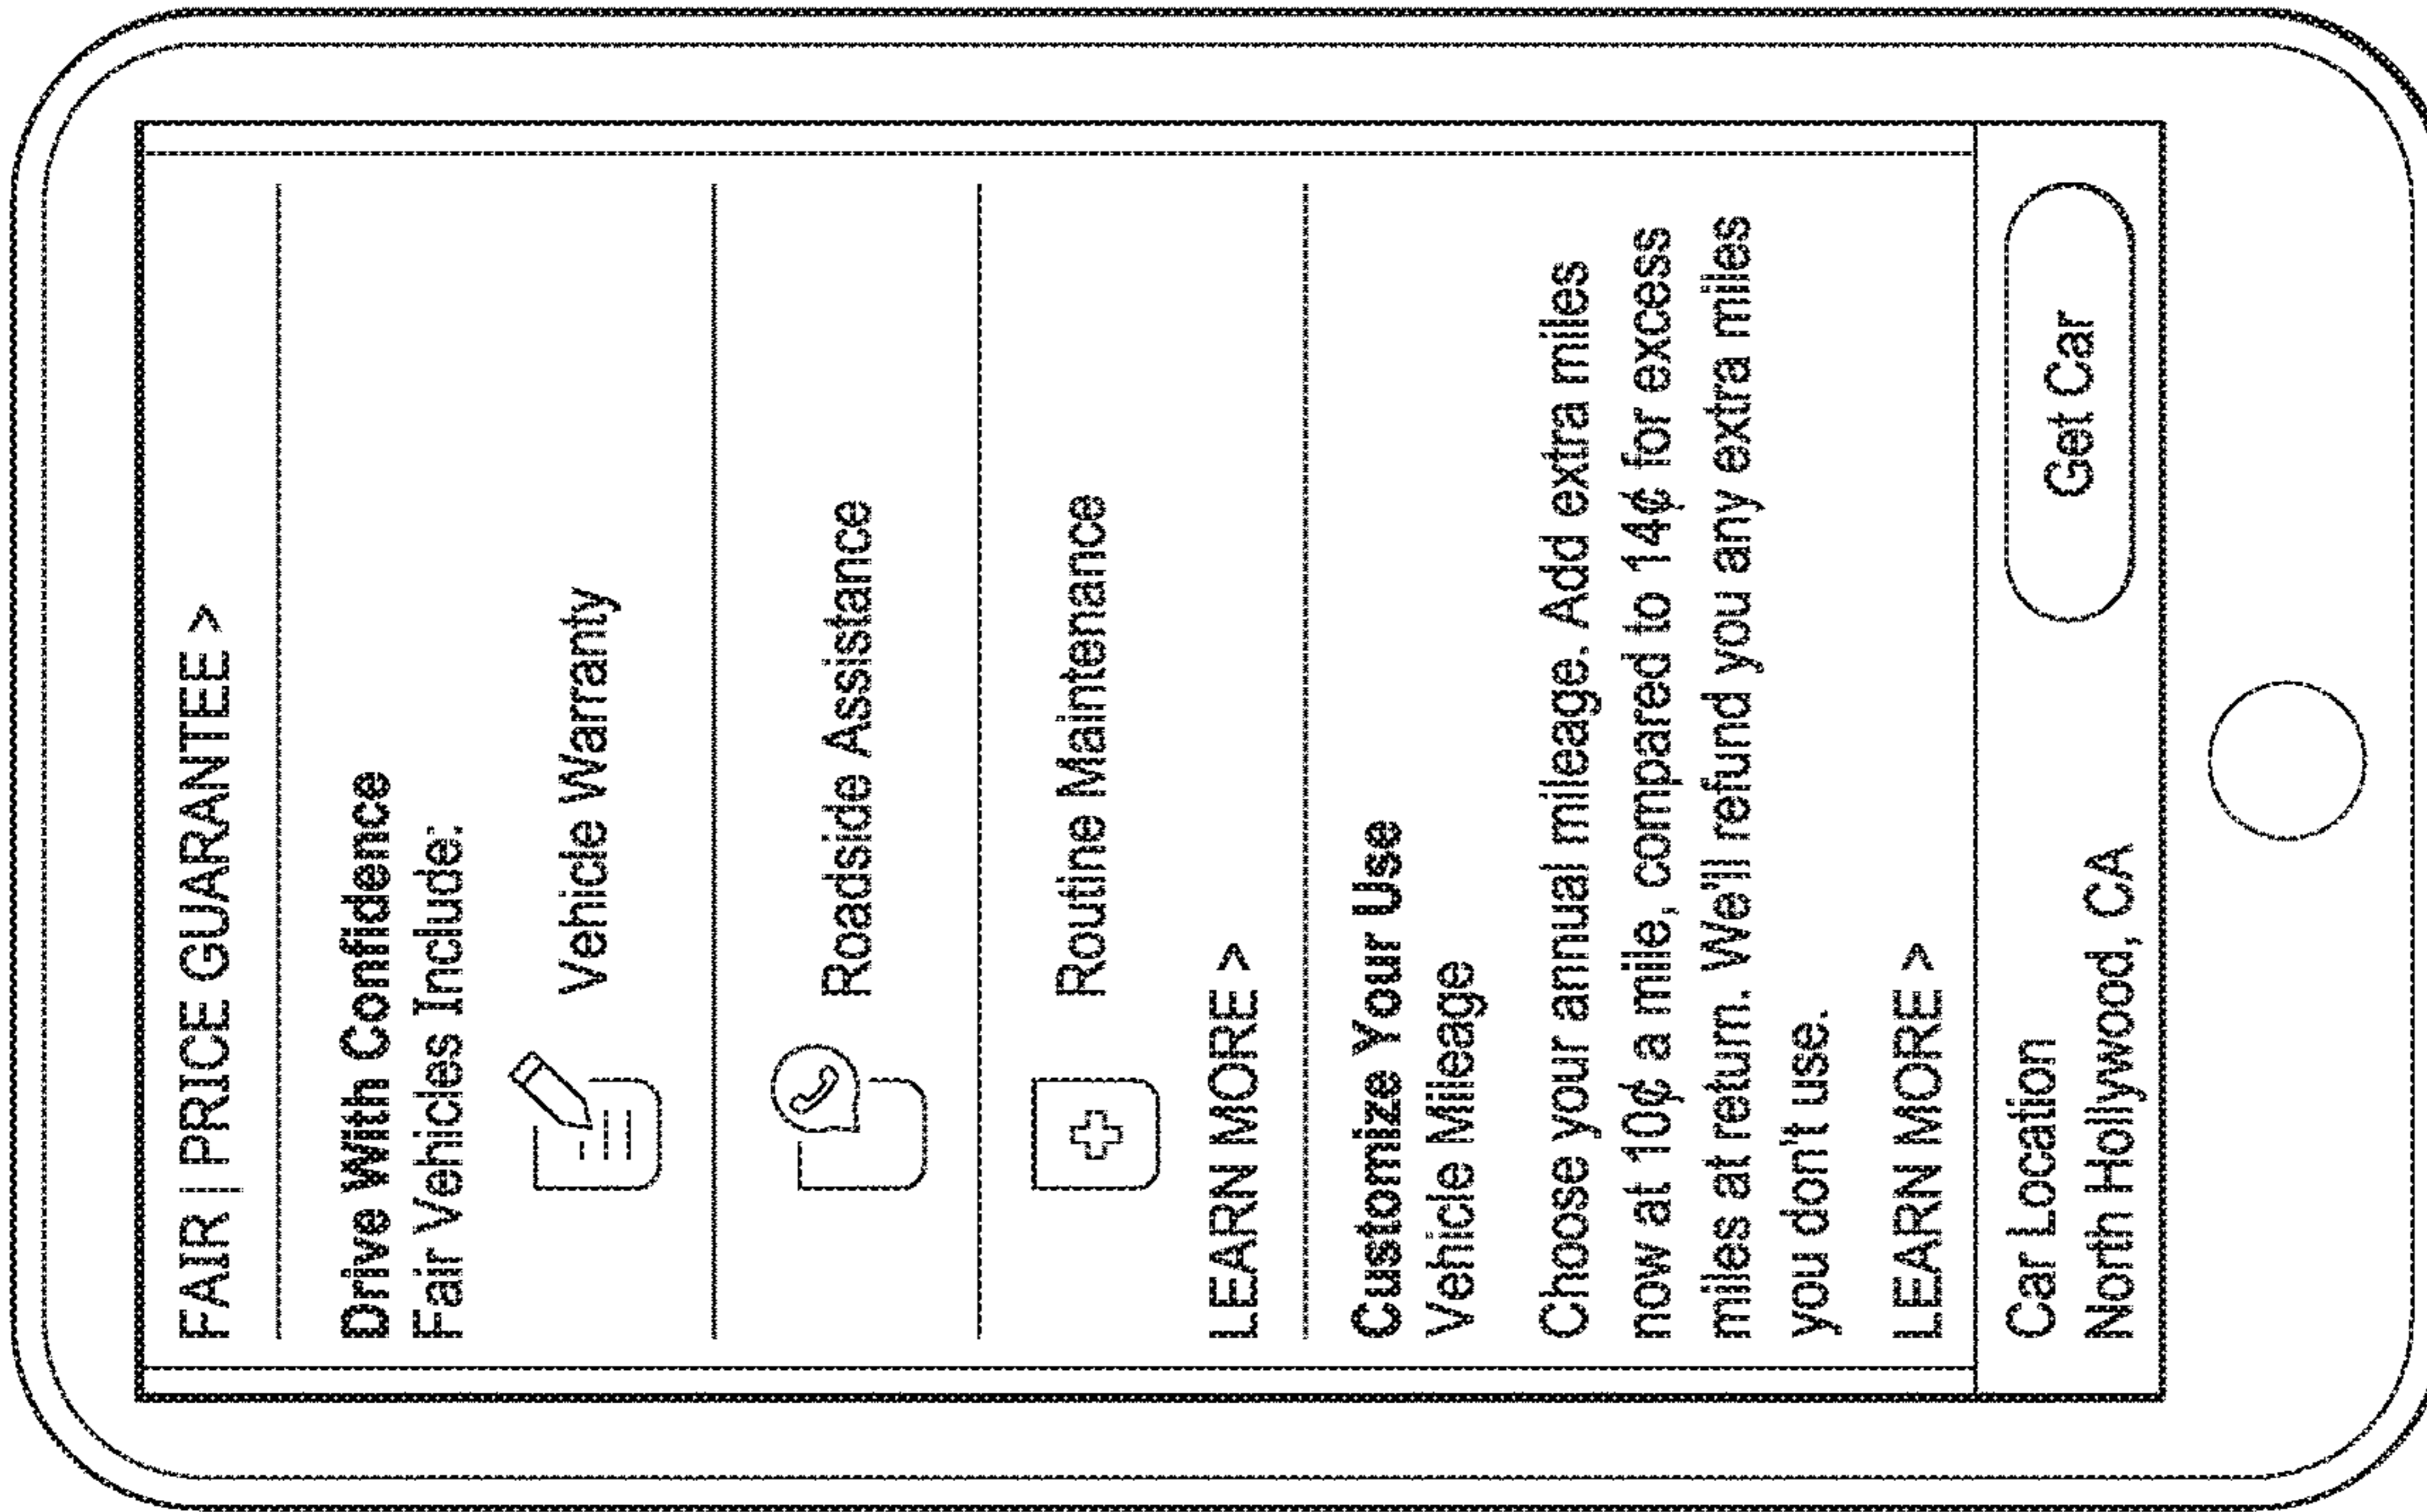 FAIR | PRICE GUARANTEE >
Drive With Confidence
Fair Vehicles Include:
Vehicle Warranty
Roadside Assistance
Routine Maintenance
LEARN MORE >
Customize Your Use
Vehicle Mileage
Choose your annual mileage. Add extra miles
now at 10¢ a mile, compared to 14¢ for excess
miles at return. We'll refund you any extra miles
you don't use.
LEARN MORE >
Car Location
North Hollywood, CA
Get Car